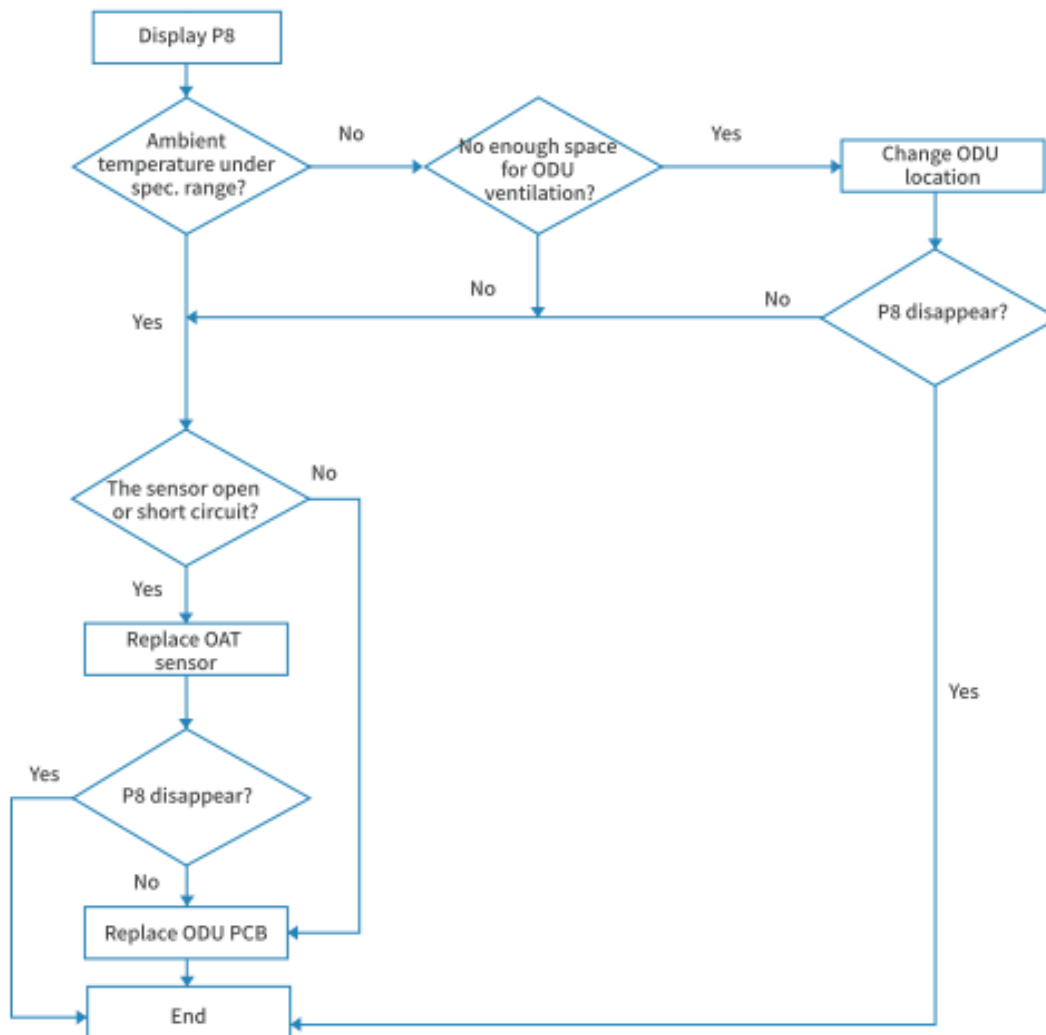 Display P8
Ambient
temperature under
spec. range?
No
No enough space
for ODU
ventilation?
Yes
Change ODU
location
Yes
No
No
P8 disappear?
The sensor open
or short circuit?
No
Yes
Replace OAT
sensor
Yes
Yes
P8 disappear?
No
Replace ODU PCB
End